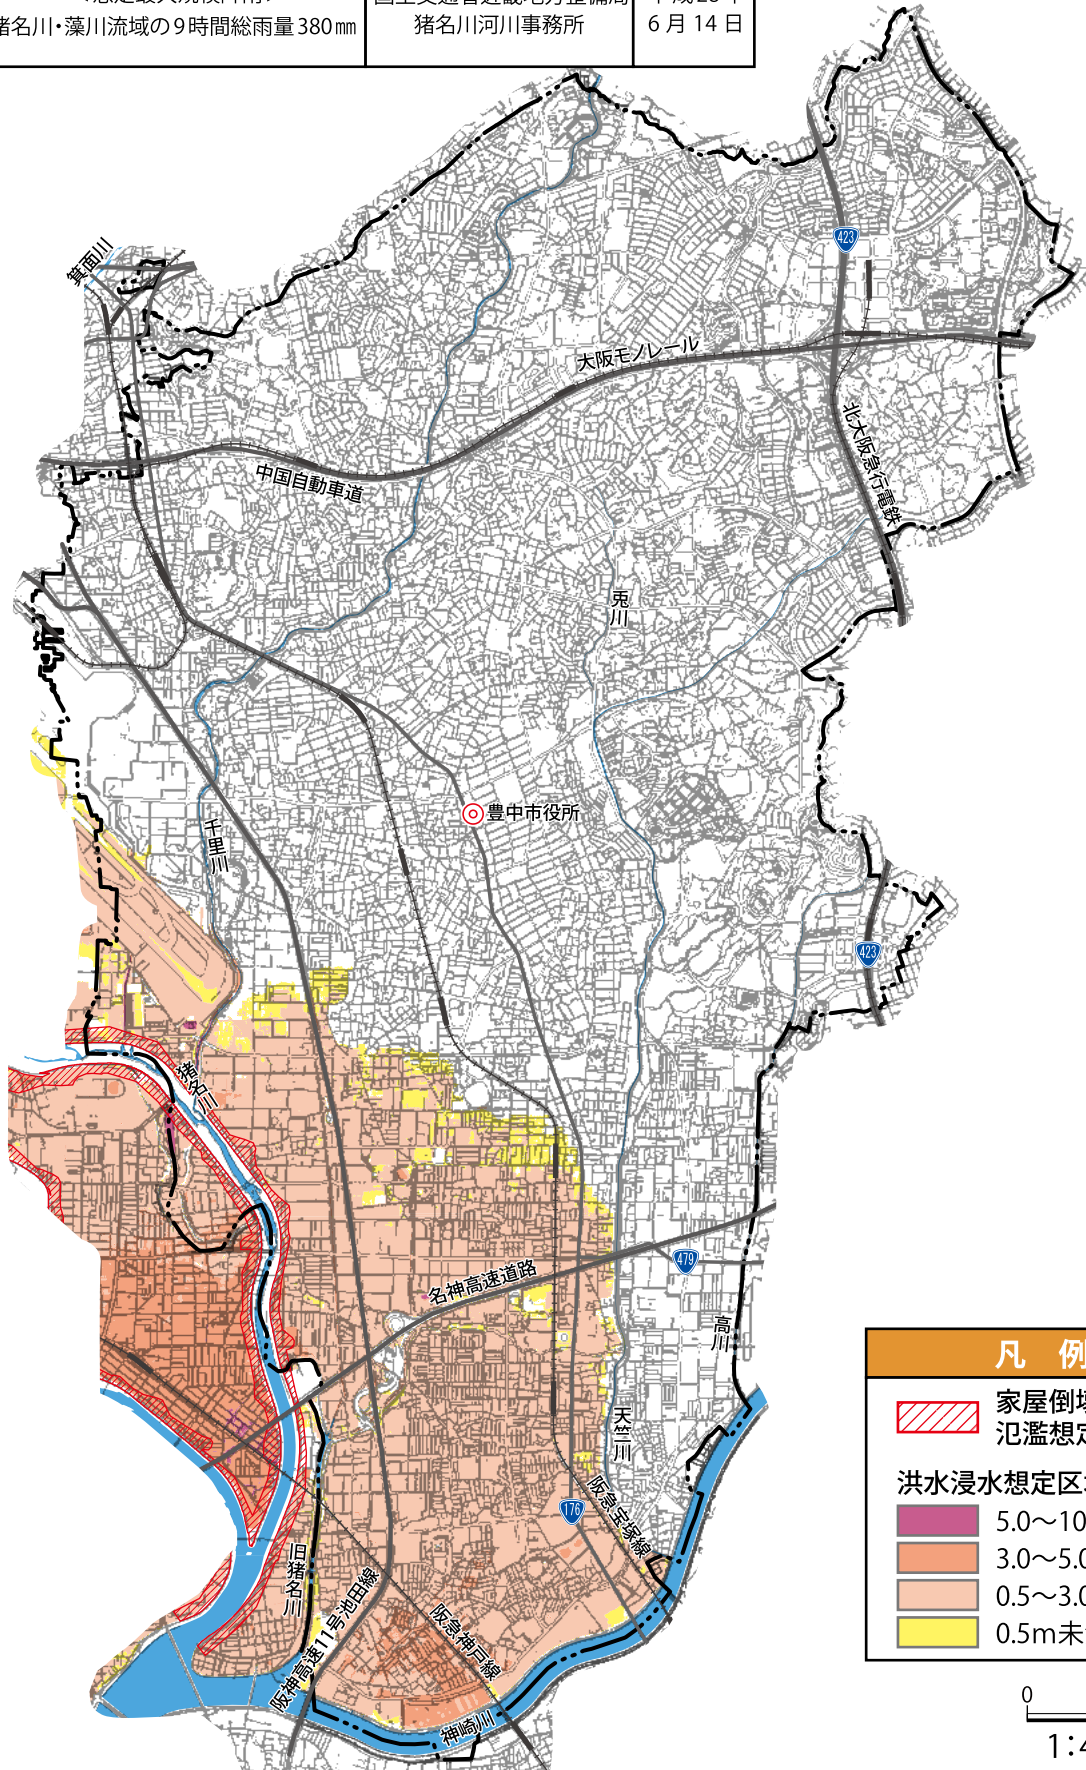 猪名川・藻川流域の9時間総雨量380㎜
猪名川河川事務所
6月14日
箕面川
423
大阪モノレール
北大阪急行電鉄
中国自動車道
兎川
豊中市役所
千里川
423
猪名川
名神高速道路
479
高川
天竺川
阪急宝塚線
176
旧猪名川
阪神高速11号池田線
阪急神戸線
神崎川
凡 例
家屋倒
氾濫想定
洪水浸水想定区
5.0～10
3.0～5.0
0.5～3.0
0.5m未
0
1:4